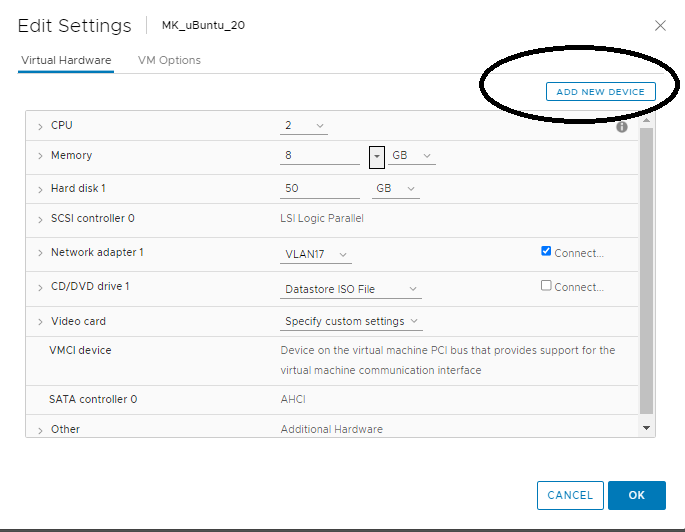 Edit Settings MK_uBuntu_20
Virtual Hardware VM Options
ADD NEW DEVICE
CPU 2
Memory 8 GB
Hard disk 1 50 GB
SCSI controller 0 LSI Logic Parallel
Network adapter 1 VLAN17 Connect...
CD/DVD drive 1 Datastore ISO File Connect...
Video card Specify custom settings
VMCI device Device on the virtual machine PCI bus that provides support for the
virtual machine communication interface
SATA controller 0 AHCI
Other Additional Hardware
CANCEL OK